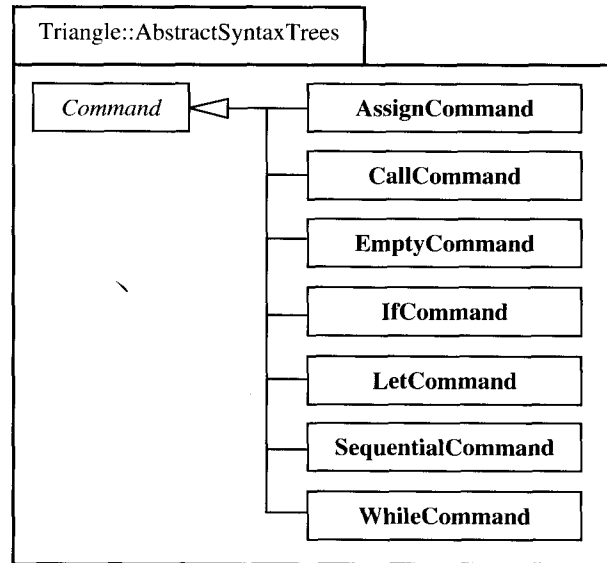 Triangle::AbstractSyntaxTrees
Command
AssignCommand
CallCommand
EmptyCommand
IfCommand
LetCommand
SequentialCommand
WhileCommand